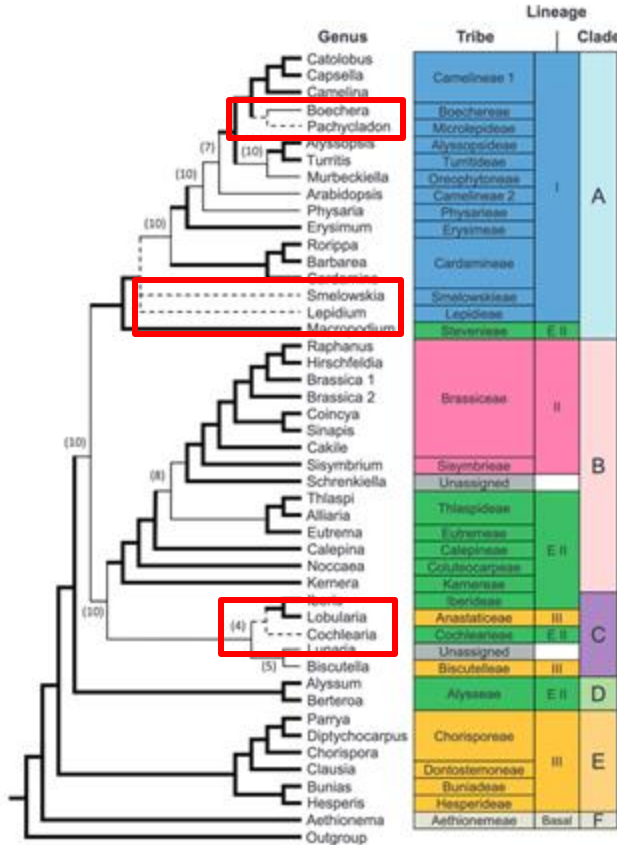 Lineage
Genus Tribe Clade
Catolobus
Capsella Camelineae 1
Camelina
Boechera Boechereae
Pachycladon Microlepideae
(7) Alyssopsis Alyssopsideae
(10) Turritis Turritideae
Murbeckiella Oreophytoneae I A
(10) Arabidopsis Camelineae 2
Physaria Physarieae
(10) Erysimum Erysimeae
Rorippa
Barbarea Cardamineae
Cardamine
Smelowskia Smelowskieae
Lepidium Lepidieae
Macropodium Stevenieae E II
Raphanus
Hirschfeldia
Brassica 1
Brassica 2 Brassiceae II
Coincya
Sinapis
(10) Cakile B
(8) Sisymbrium Sisymbrieae
Schrenkiella Unassigned
Thlaspi Thlaspideae
Alliaria
Eutrema Eutremeae
Calepina Calepineae E II
Noccaea Coluteocarpeae
Kernera Kernereae
(10) Iberis Iberideae
Lobularia Anastaticeae III
(4) Cochlearia Cochlearieae E II C
Lunaria Unassigned
(5) Biscutella Biscutelleae III
Alyssum Alysseae E II D
Berteroa
Parrya
Diptychocarpus Chorisporeae
Chorispora
Clausia Dontostemoneae III E
Bunias Buniadeae
Hesperis Hesperideae
Aethionema Aethionemeae Basal F
Outgroup